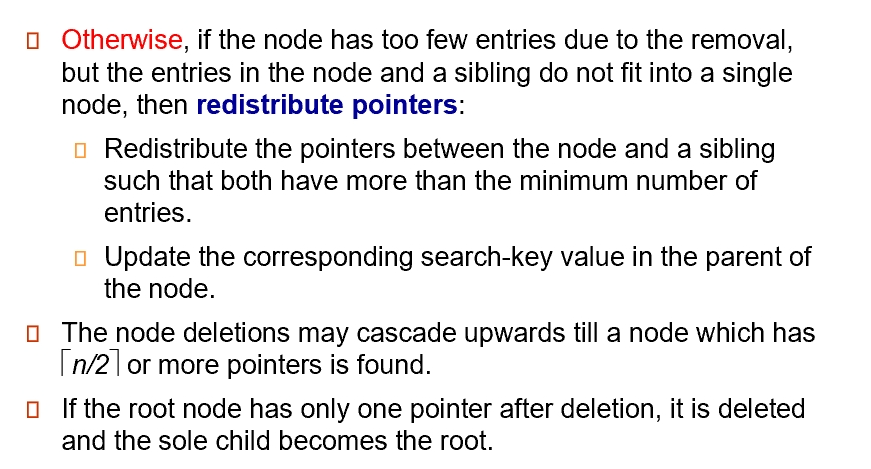 Otherwise, if the node has too few entries due to the removal,
but the entries in the node and a sibling do not fit into a single
node, then redistribute pointers:
Redistribute the pointers between the node and a sibling
such that both have more than the minimum number of
entries.
Update the corresponding search-key value in the parent of
the node.
The node deletions may cascade upwards till a node which has
⌈n/2⌉ or more pointers is found.
If the root node has only one pointer after deletion, it is deleted
and the sole child becomes the root.